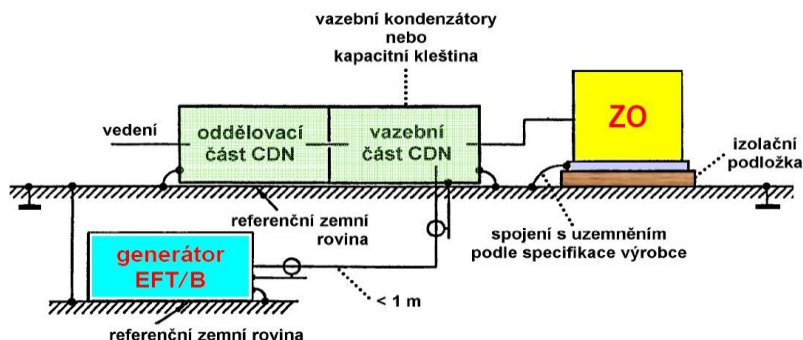 vazební kondenzátory
nebo
kapacitní kleština
vedení
oddělovací
část CDN
vazební
část CDN
ZO
izolační
podložka
referenční zemní
rovina
spojení s uzemněním
podle specifikace výrobce
generátor
EFT/B
< 1 m
referenční zemní rovina